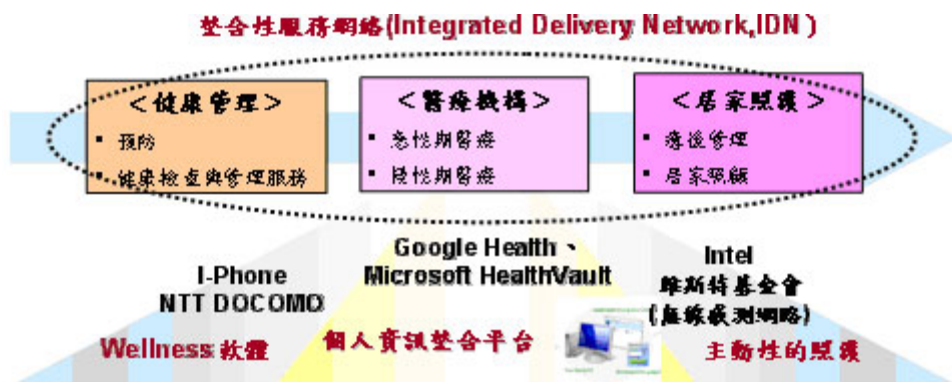 整合性服務網路(Integrated Delivery Network,IDN )
＜健康管理＞
▪ 預防
▪ 健康檢查與管理服務
＜醫療機構＞
▪ 急性期醫療
▪ 慢性期醫療
＜居家照護＞
▪ 療後管理
▪ 居家照顧
I-Phone
NTT DOCOMO
Google Health、
Microsoft HealthVault
Intel
維斯特基金會
(無線感測網路)
Wellness 軟體
個人資訊整合平台
主動性的照護